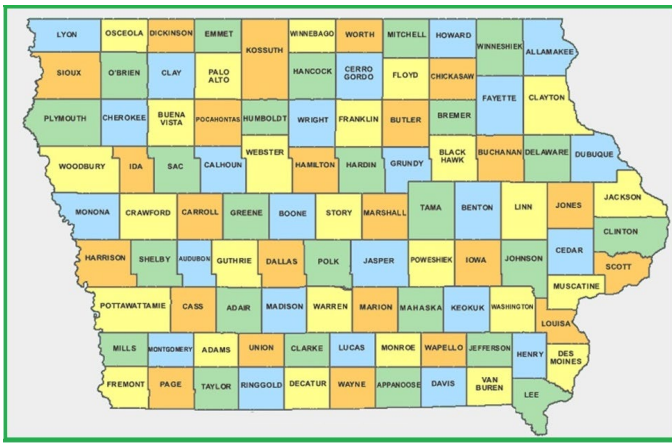 LYON
OSCEOLA
DICKINSON
EMMET
KOSSUTH
WINNEBAGO
WORTH
MITCHELL
HOWARD
WINNESHIEK
ALLAMAKEE
SIOUX
O'BRIEN
CLAY
PALO
ALTO
HANCOCK
CERRO
GORDO
FLOYD
CHICKASAW
FAYETTE
CLAYTON
PLYMOUTH
CHEROKEE
BUENA
VISTA
POCAHONTAS
HUMBOLDT
WRIGHT
FRANKLIN
BUTLER
BREMER
WOODBURY
IDA
SAC
CALHOUN
WEBSTER
HAMILTON
HARDIN
GRUNDY
BLACK
HAWK
BUCHANAN
DELAWARE
DUBUQUE
MONONA
CRAWFORD
CARROLL
GREENE
BOONE
STORY
MARSHALL
TAMA
BENTON
LINN
JONES
JACKSON
CLINTON
HARRISON
SHELBY
AUDUBON
GUTHRIE
DALLAS
POLK
JASPER
POWESHIEK
IOWA
JOHNSON
CEDAR
SCOTT
MUSCATINE
POTTAWATTAMIE
CASS
ADAIR
MADISON
WARREN
MARION
MAHASKA
KEOKUK
WASHINGTON
LOUISA
MILLS
MONTGOMERY
ADAMS
UNION
CLARKE
LUCAS
MONROE
WAPELLO
JEFFERSON
HENRY
DES
MOINES
FREMONT
PAGE
TAYLOR
RINGGOLD
DECATUR
WAYNE
APPANOOSE
DAVIS
VAN
BUREN
LEE